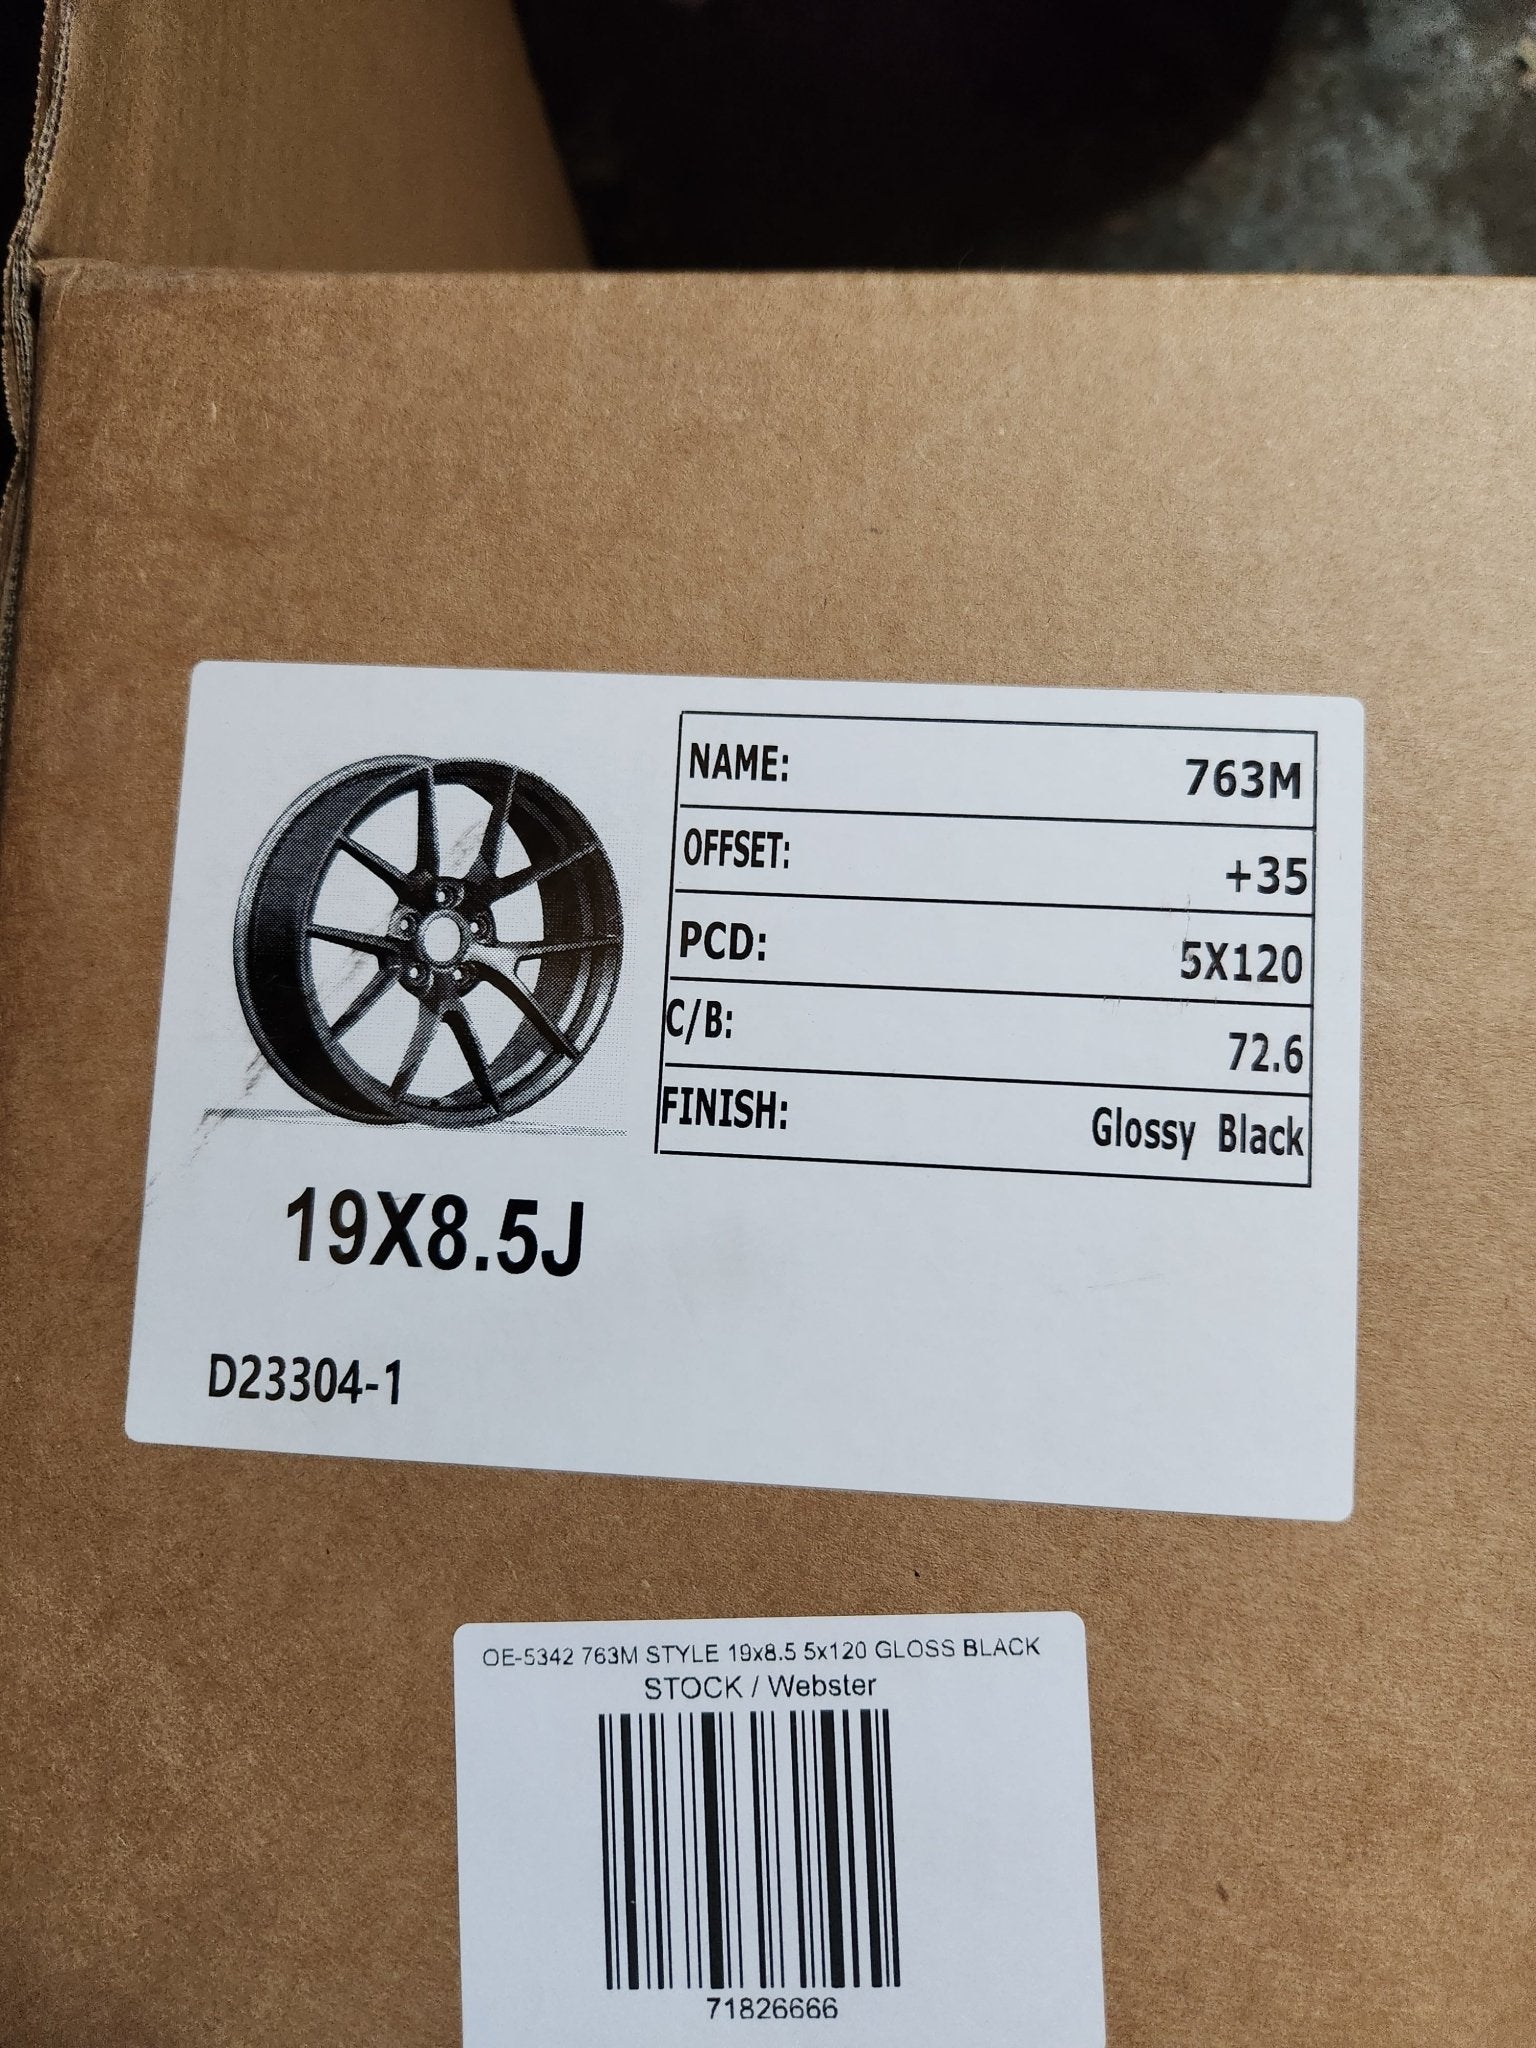 NAME: 763M
OFFSET: +35
PCD: 5X120
C/B: 72.6
FINISH: Glossy Black
19X8.5J
D23304-1
OE-5342 763M STYLE 19x8.5 5x120 GLOSS BLACK
STOCK / Webster
71826666